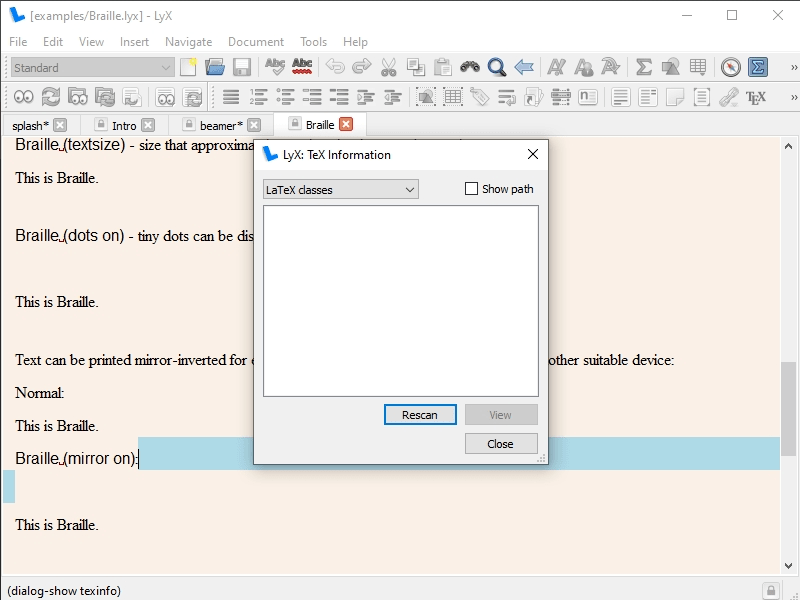 [examples/Braille.lyx] - LyX
File Edit View Insert Navigate Document Tools Help
Standard
splash* Intro beamer* Braille
Braille (textsize) - size that approxima
This is Braille.
Braille (dots on) - tiny dots can be dis
This is Braille.
Text can be printed mirror-inverted for
other suitable device:
Normal:
This is Braille.
Braille (mirror on):
This is Braille.
LyX: TeX Information
LaTeX classes
Show path
Rescan
View
Close
(dialog-show texinfo)